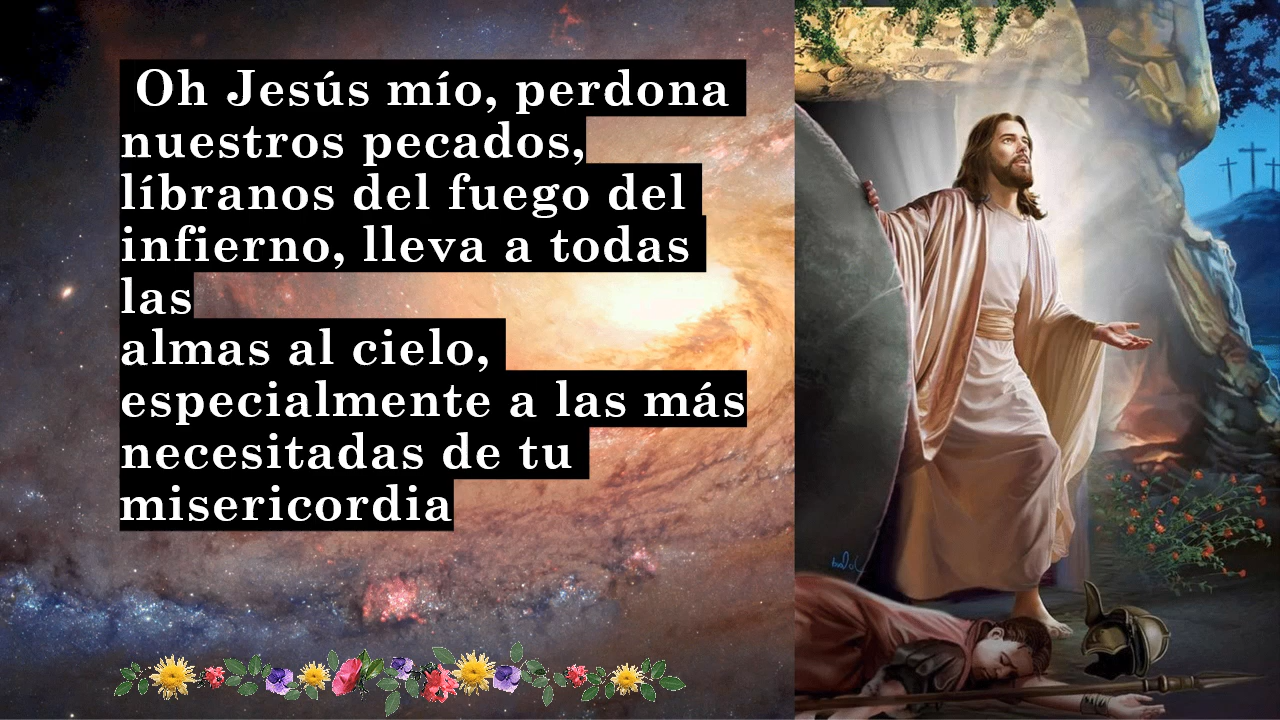 Oh Jesús mío, perdona
nuestros pecados,
líbranos del fuego del
infierno, lleva a todas
las
almas al cielo,
especialmente a las más
necesitadas de tu
misericordia